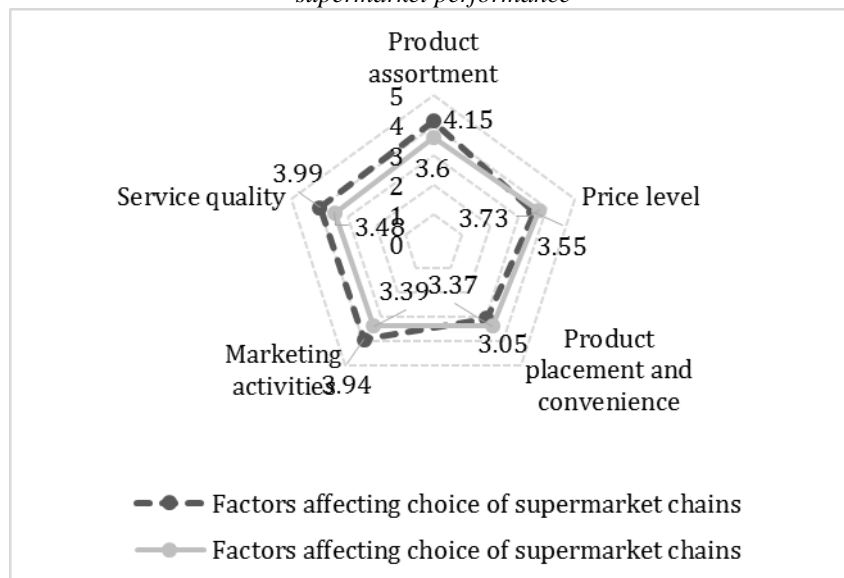 supermarket performance
Product
assortment
5
4
4.15
3
3.6
2
1
0
3.99
Service quality
3.48
3.73
Price level
3.55
3.39
3.37
3.05
Product
placement and
convenience
Marketing
activities
3.94
Factors affecting choice of supermarket chains
Factors affecting choice of supermarket chains